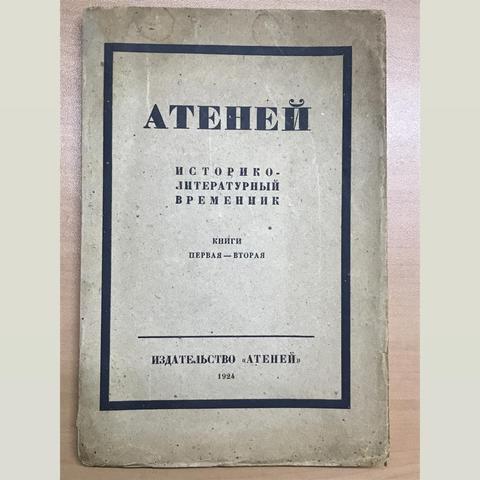 АТЕНЕЙ
ИСТОРИКО-
ЛИТЕРАТУРНЫЙ
ВРЕМЕННИК
КНИГИ
ПЕРВАЯ — ВТОРАЯ
ИЗДАТЕЛЬСТВО «АТЕНЕЙ»
1924